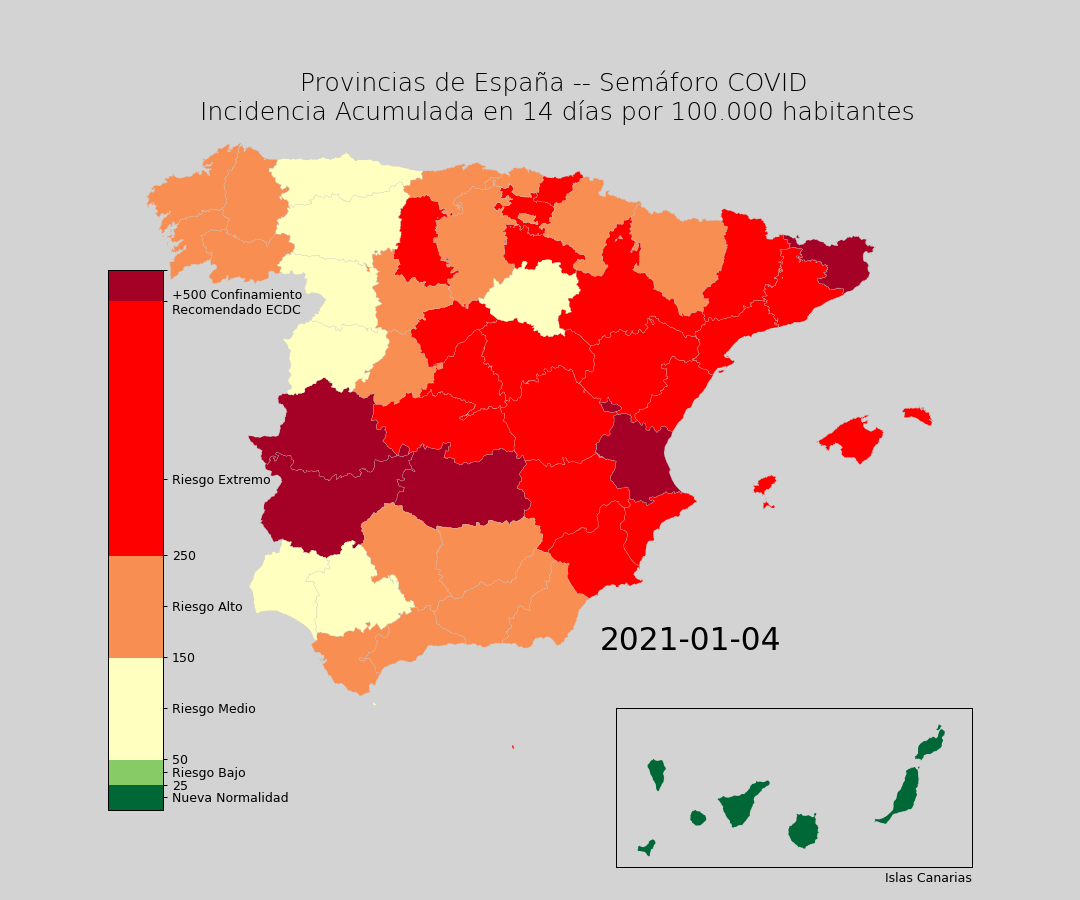 Provincias de España -- Semáforo COVID
Incidencia Acumulada en 14 días por 100.000 habitantes
+500 Confinamiento
Recomendado ECDC
Riesgo Extremo
250
Riesgo Alto
150
Riesgo Medio
50
Riesgo Bajo
25
Nueva Normalidad
2021-01-04
Islas Canarias